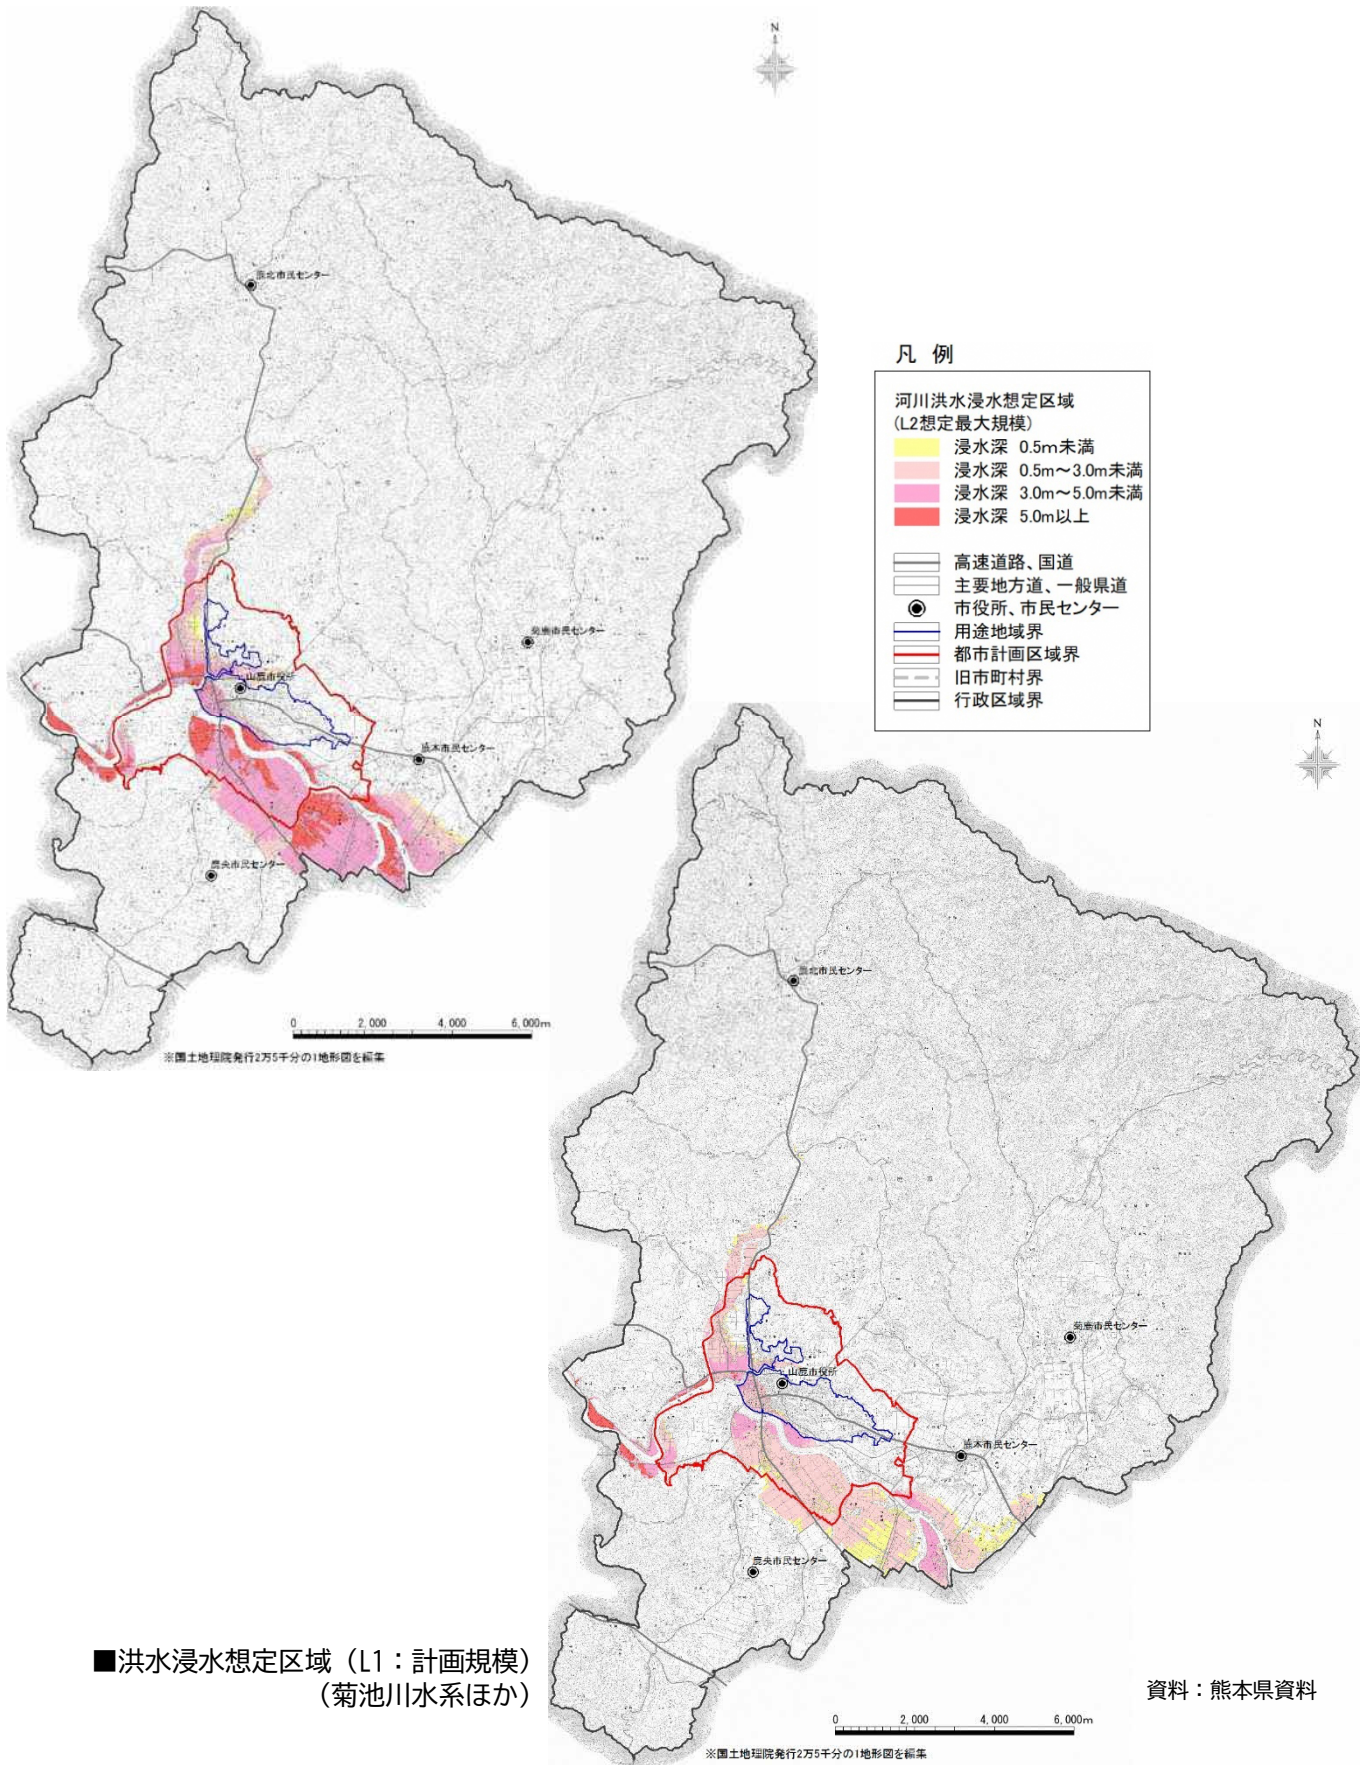 N
鹿北市民センター
菊鹿市民センター
山鹿市役所
鹿本市民センター
鹿央市民センター
0 2,000 4,000 6,000m
※国土地理院発行2万5千分の1地形図を編集
凡 例
河川洪水浸水想定区域
(L2想定最大規模)
浸水深 0.5m未満
浸水深 0.5m～3.0m未満
浸水深 3.0m～5.0m未満
浸水深 5.0m以上
高速道路、国道
主要地方道、一般県道
市役所、市民センター
用途地域界
都市計画区域界
旧市町村界
行政区域界
N
鹿北市民センター
菊鹿市民センター
山鹿市役所
鹿本市民センター
鹿央市民センター
■洪水浸水想定区域（L1：計画規模）
（菊池川水系ほか）
資料：熊本県資料
0 2,000 4,000 6,000m
※国土地理院発行2万5千分の1地形図を編集